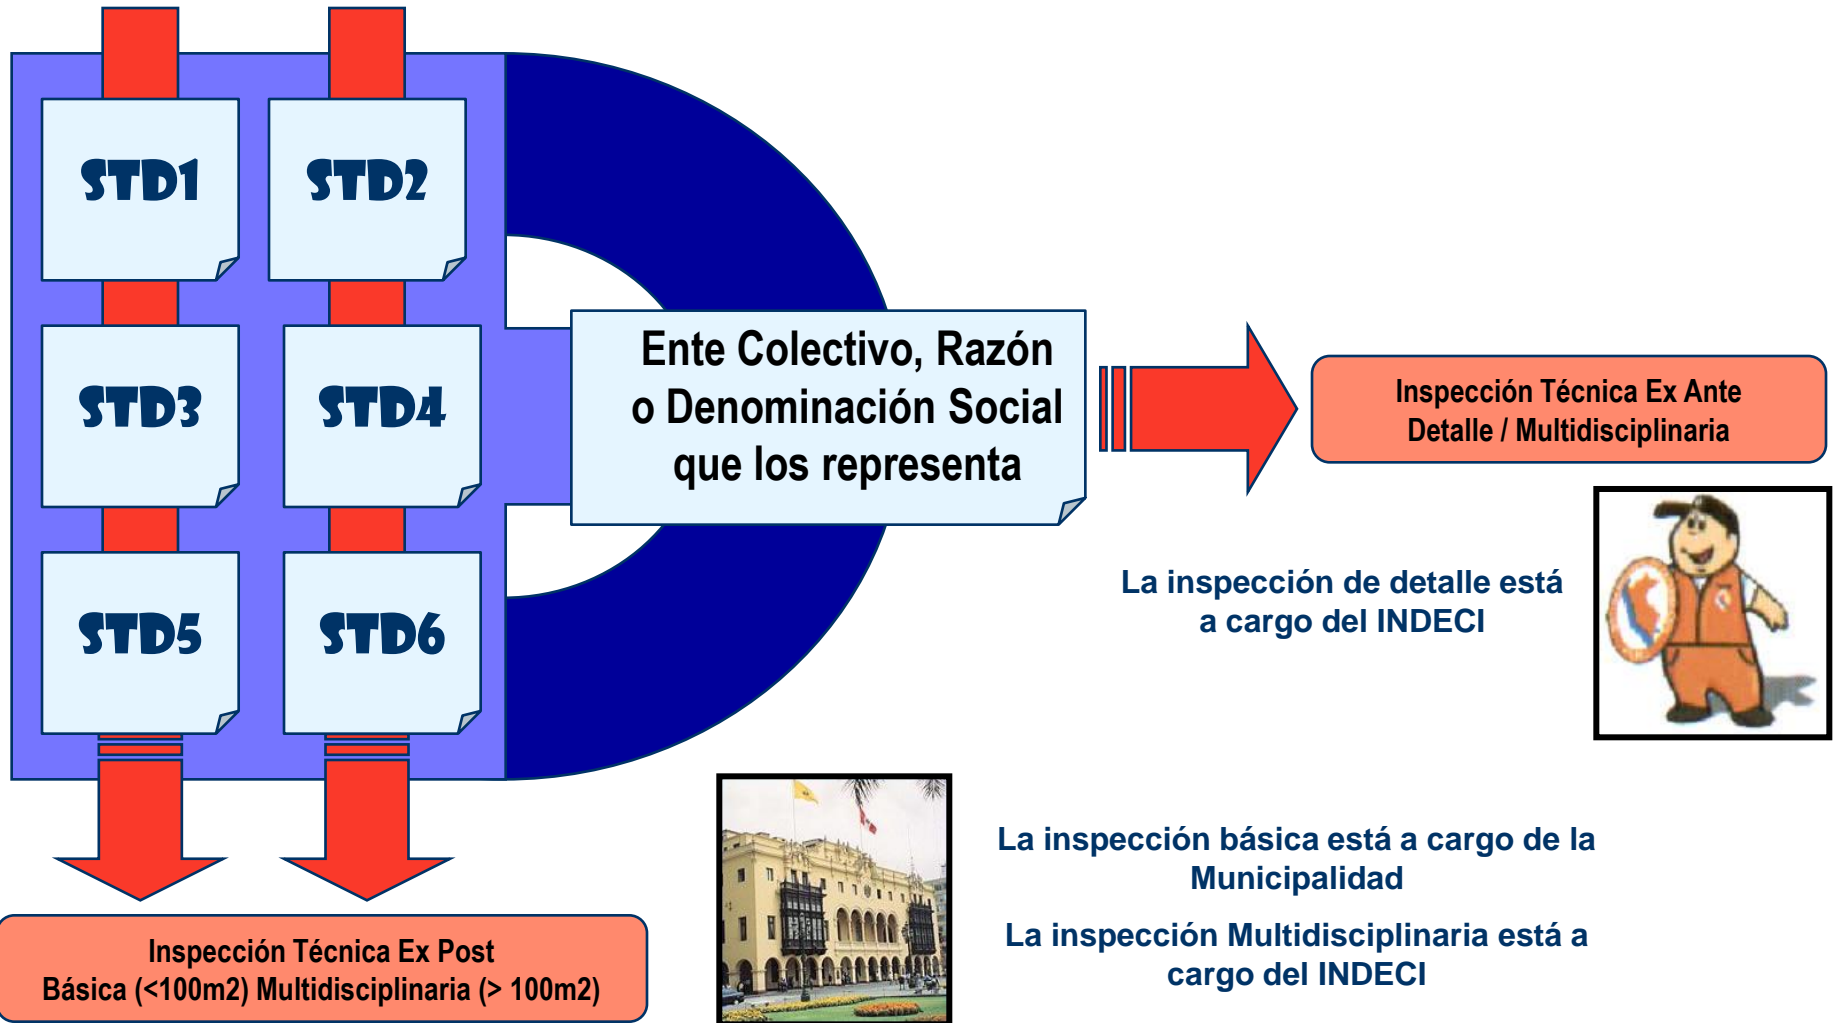 STD1
STD2
STD3
STD4
STD5
STD6
Ente Colectivo, Razón
o Denominación Social
que los representa
Inspección Técnica Ex Ante
Detalle / Multidisciplinaria
La inspección de detalle está
a cargo del INDECI
La inspección básica está a cargo de la
Municipalidad
La inspección Multidisciplinaria está a
cargo del INDECI
Inspección Técnica Ex Post
Básica (<100m2) Multidisciplinaria (> 100m2)